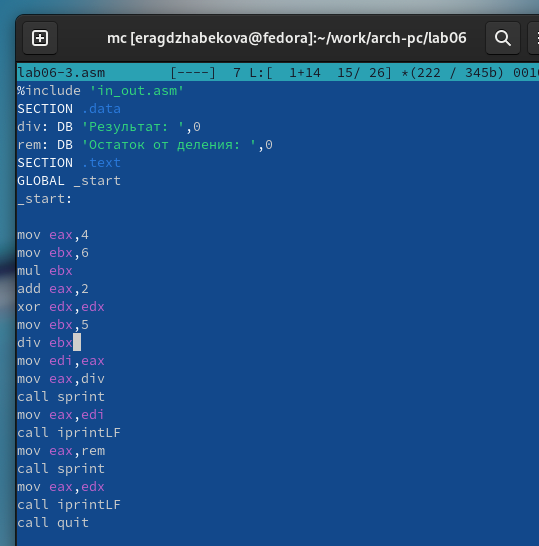 mc [eragdzhabekova@fedora]:~/work/arch-pc/lab06
lab06-3.asm [----] 7 L:[ 1+14 15/ 26] *(222 / 345b)
%include 'in_out.asm'
SECTION .data
div: DB 'Результат: ',0
rem: DB 'Остаток от деления: ',0
SECTION .text
GLOBAL _start
_start:
mov eax,4
mov ebx,6
mul ebx
add eax,2
xor edx,edx
mov ebx,5
div ebx
mov edi,eax
mov eax,div
call sprint
mov eax,edi
call iprintLF
mov eax,rem
call sprint
mov eax,edx
call iprintLF
call quit